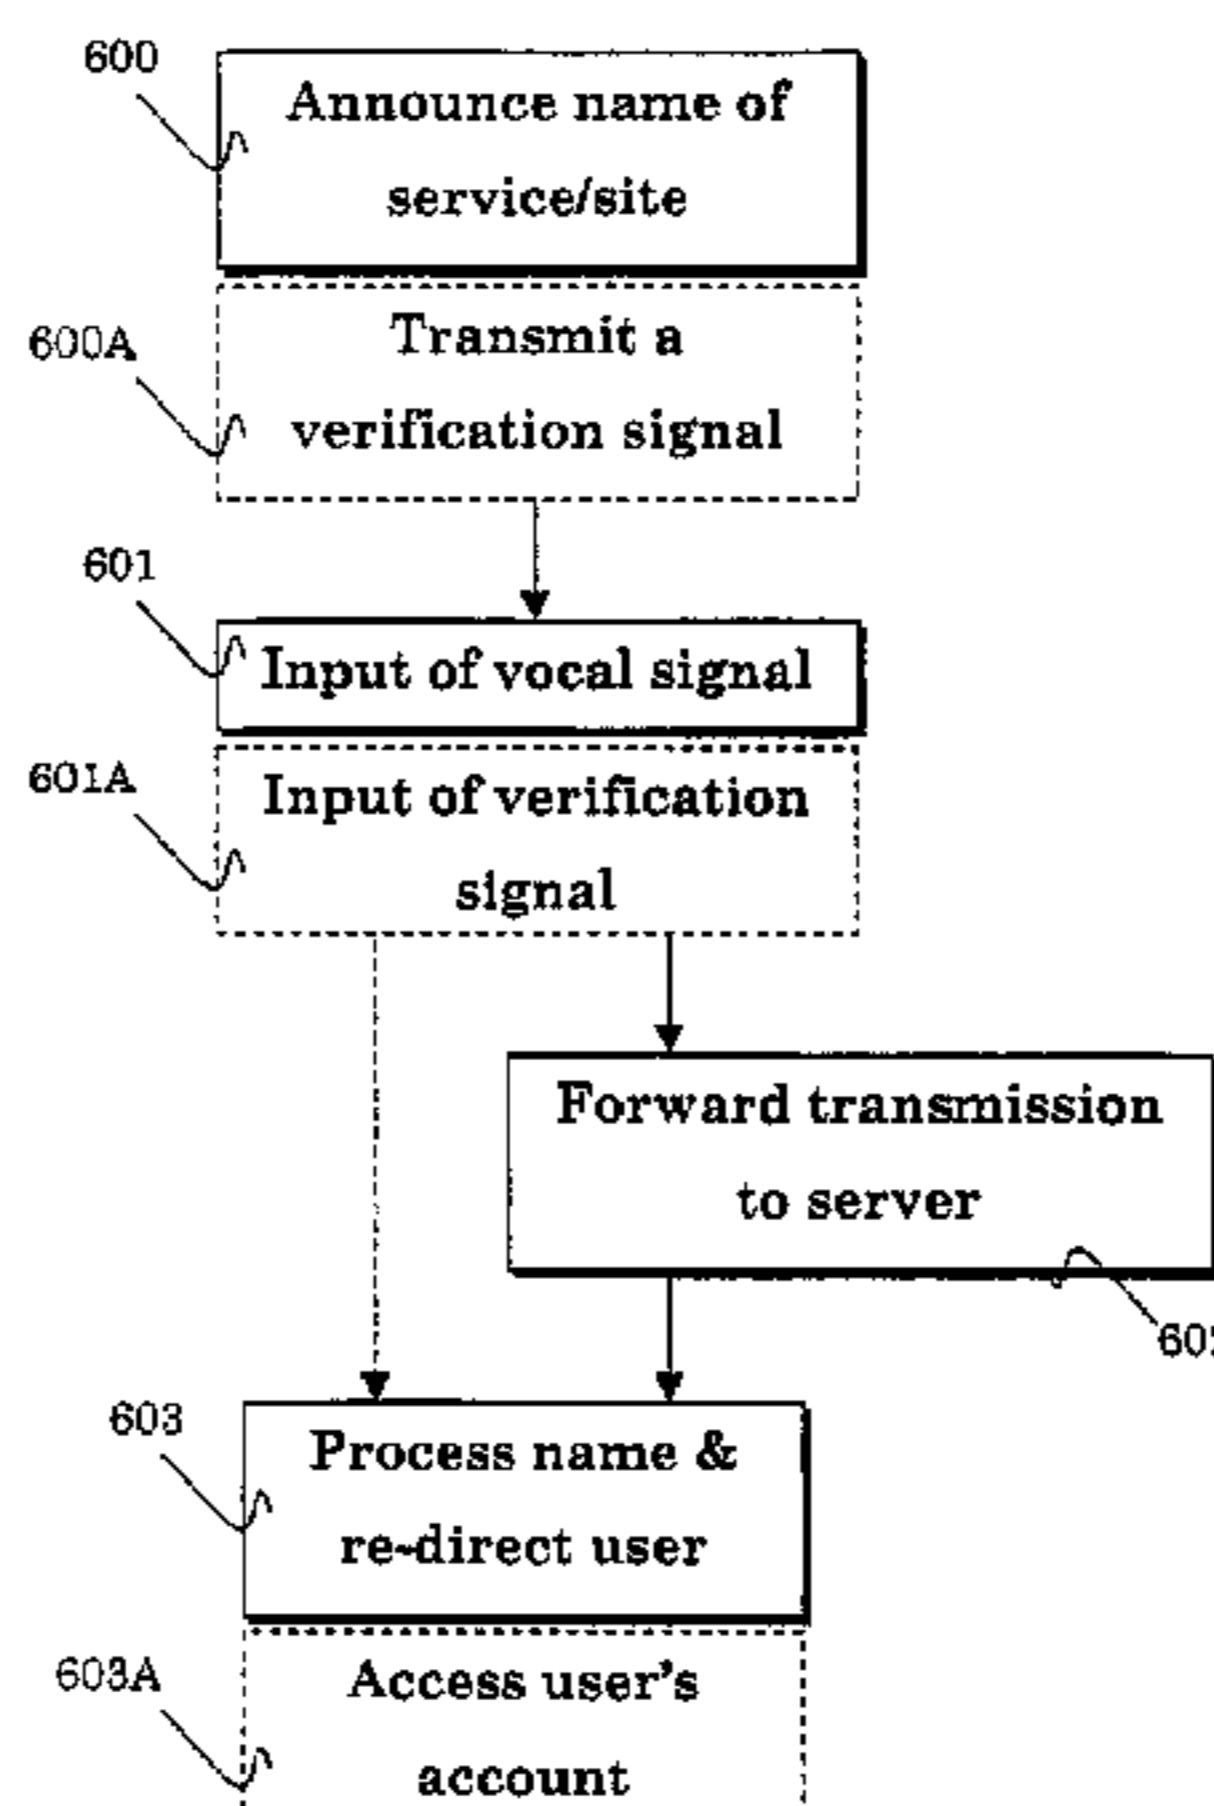 600
Announce name of
service/site
600A
Transmit a
verification signal
601
Input of vocal signal
601A
Input of verification
signal
Forward transmission
to server
603
Process name &
re-direct user
603A
Access user's
account